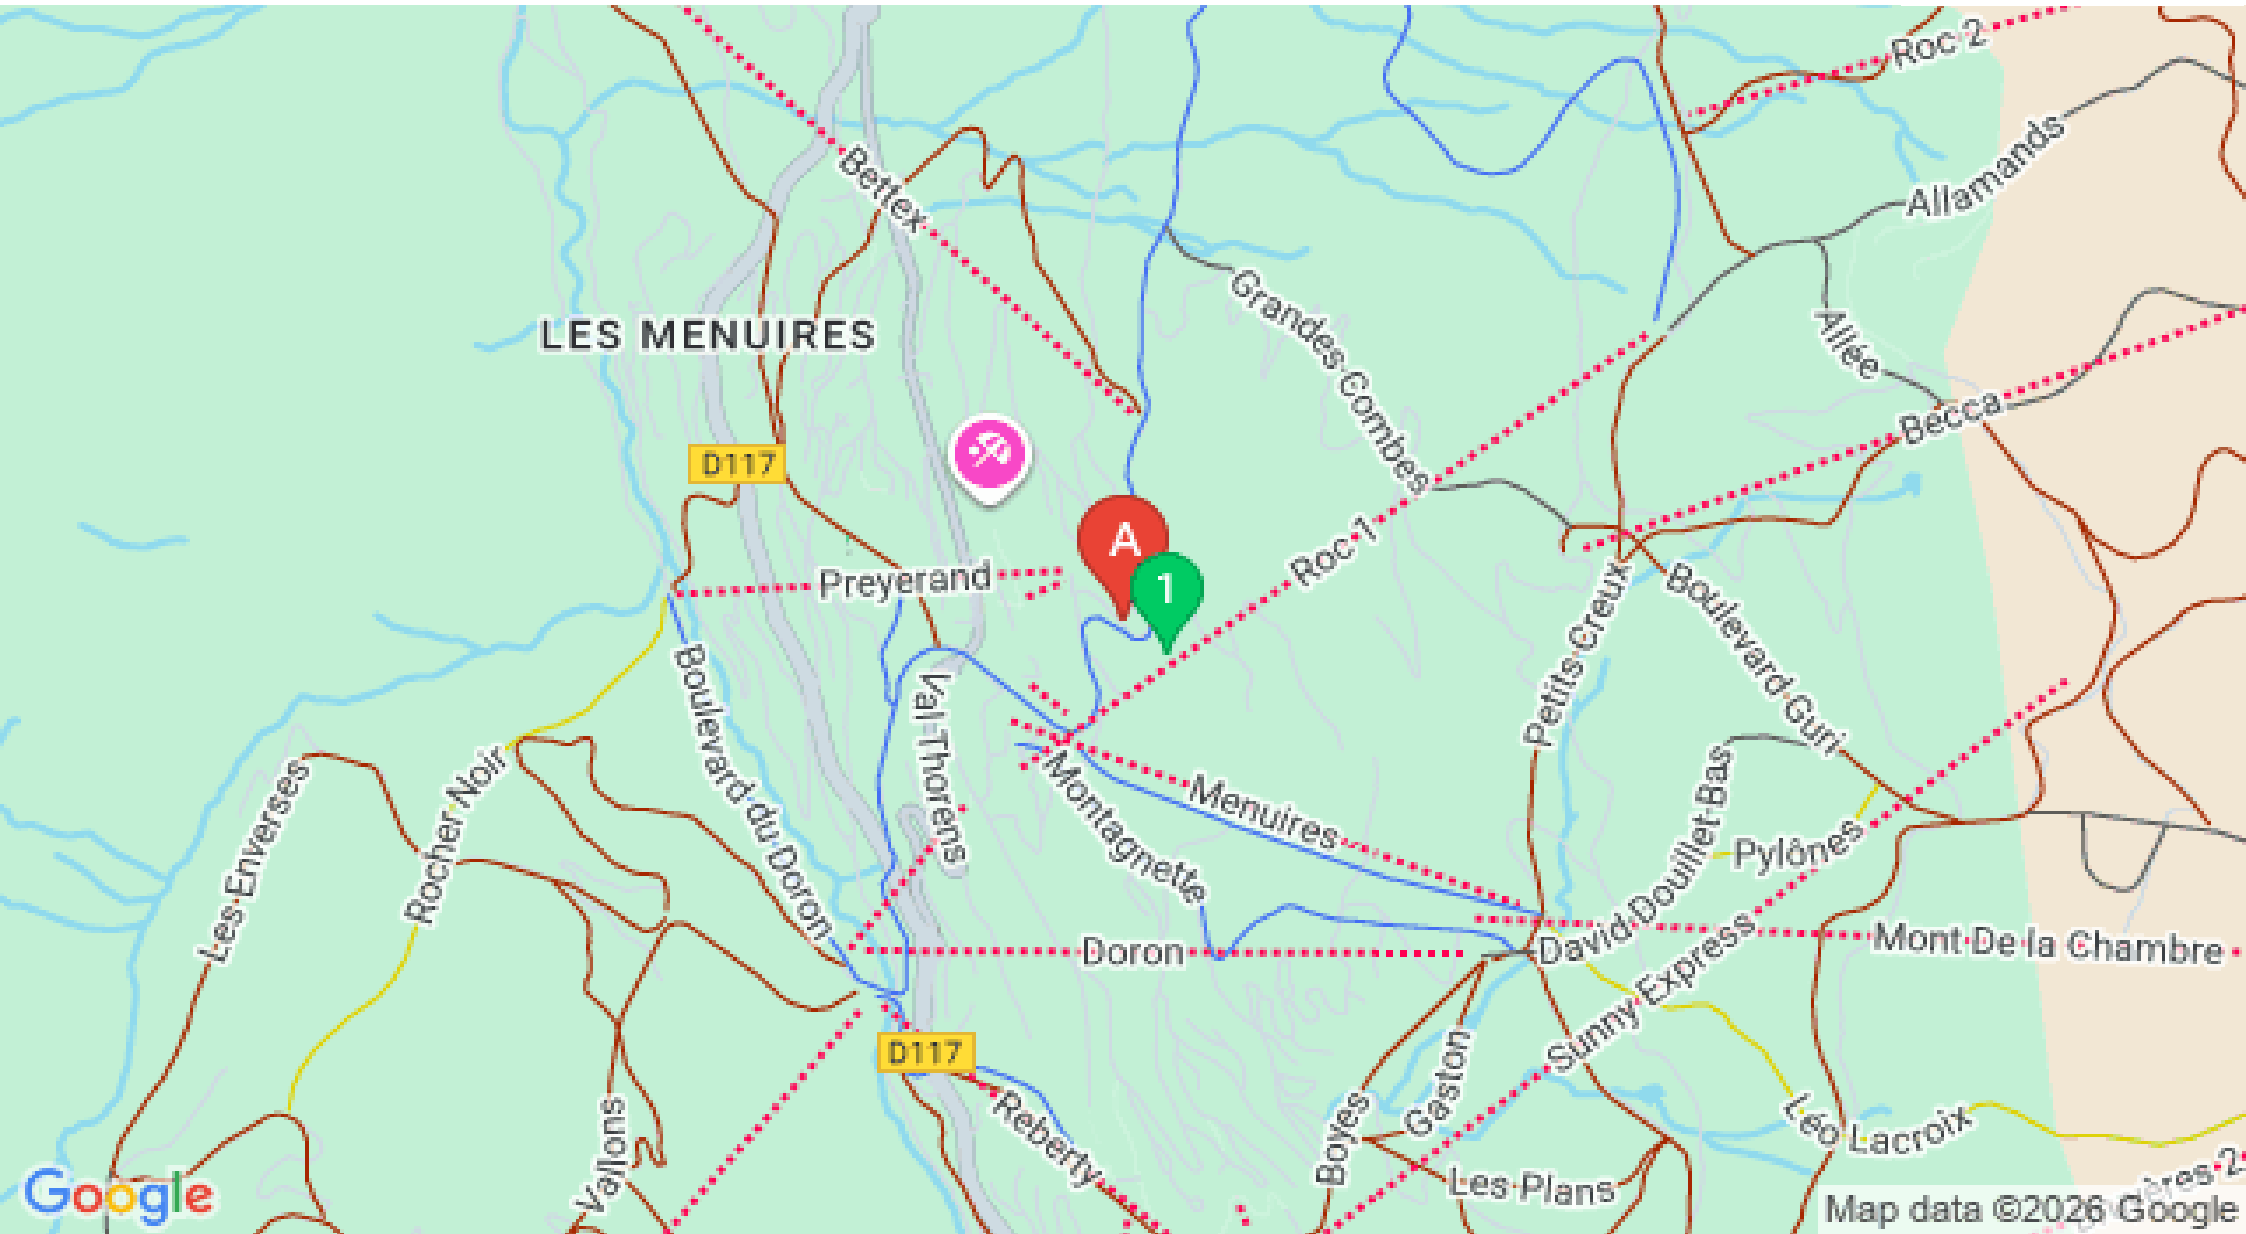 Roc 2
Allamands
Bettex
Grandes Combes
LES MENUIRES
Allée
Becca
D117
A
Roc 1
Preyerand
1
Petits Creux
Boulevard Guri
Boulevard du Doron
Val Thorens
Rocher Noir
Les Enverses
Montagnette
Menuires
David Douillet Bas
Pylônes
Doron
Mont De la Chambre
Sunny Express
D117
Gaston
Boyes
Reberty
Vallons
Léo Lacroix
Les Plans
Google
Map data ©2026 Google